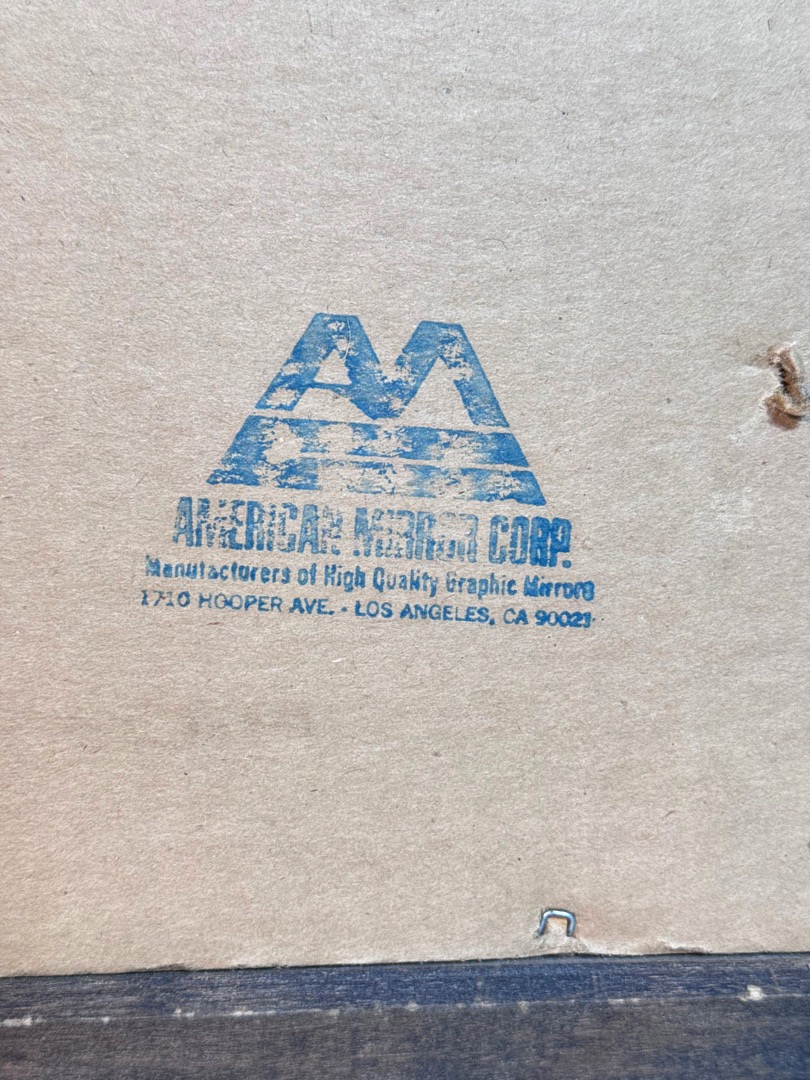 AMERICAN MIRROR CORP.
Manufacturers of High Quality Graphic Mirrors
1710 HOOPER AVE. - LOS ANGELES, CA 90021